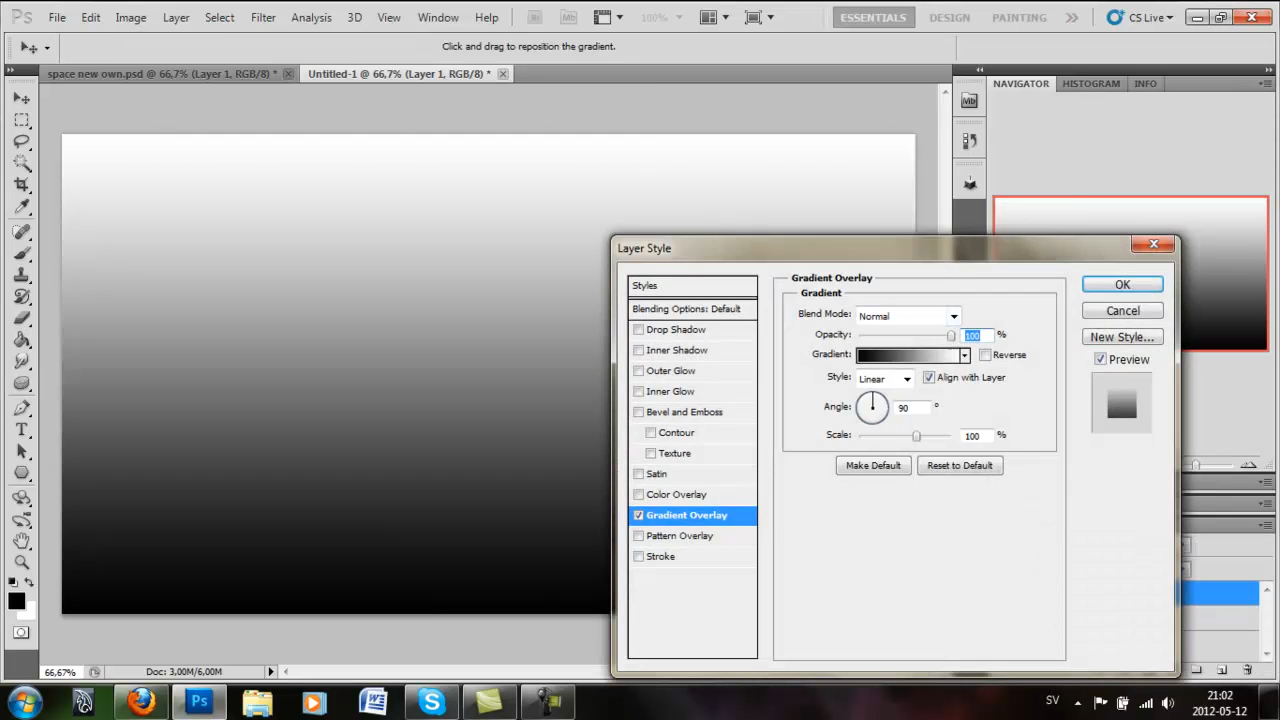 Ps File Edit Image Layer Select Filter Analysis 3D View Window Help Br Mb 100% ESSENTIALS DESIGN PAINTING CS Live
Click and drag to reposition the gradient.
space new own.psd @ 66,7% (Layer 1, RGB/8) * Untitled-1 @ 66,7% (Layer 1, RGB/8) *
NAVIGATOR HISTOGRAM INFO
Mb
Layer Style
Styles
Blending Options: Default
Drop Shadow
Inner Shadow
Outer Glow
Inner Glow
Bevel and Emboss
Contour
Texture
Satin
Color Overlay
Gradient Overlay
Pattern Overlay
Stroke
Gradient Overlay
Gradient
Blend Mode: Normal
Opacity: 100 %
Gradient: Reverse
Style: Linear Align with Layer
Angle: 90 °
Scale: 100 %
Make Default Reset to Default
OK
Cancel
New Style...
Preview
T
66,67% Doc: 3,00M/6,00M
Ps W S SV 21:02
2012-05-12